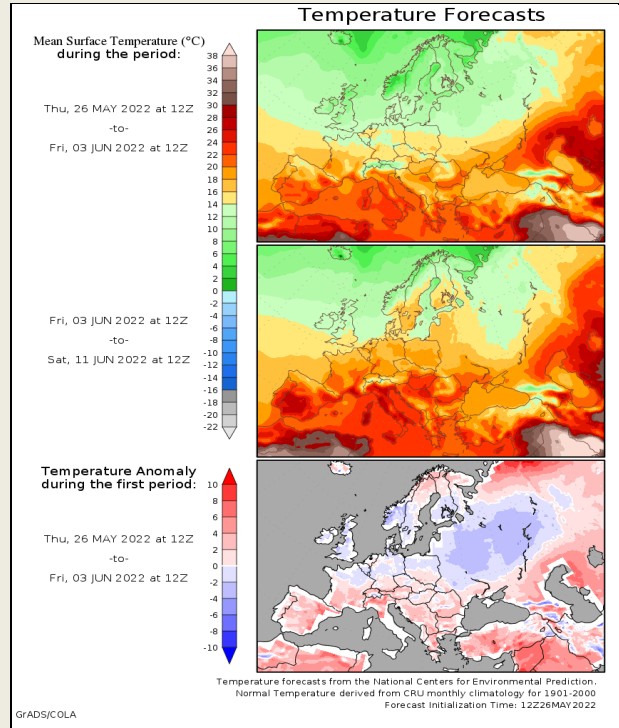 Temperature Forecasts
Mean Surface Temperature (°C)
during the period:
38
36
34
32
30
28
26
24
22
20
18
16
14
12
10
8
6
4
2
0
-2
-4
-6
-8
-10
-12
-14
-16
-18
-20
-22
Thu, 26 MAY 2022 at 12Z
-to-
Fri, 03 JUN 2022 at 12Z
Fri, 03 JUN 2022 at 12Z
-to-
Sat, 11 JUN 2022 at 12Z
Temperature Anomaly
during the first period:
10
8
6
4
2
0
-2
-4
-6
-8
-10
Thu, 26 MAY 2022 at 12Z
-to-
Fri, 03 JUN 2022 at 12Z
Temperature forecasts from the National Centers for Environmental Prediction.
Normal Temperature derived from CRU monthly climatology for 1901-2000
Forecast Initialization Time: 12Z26MAY2022
GrADS/COLA